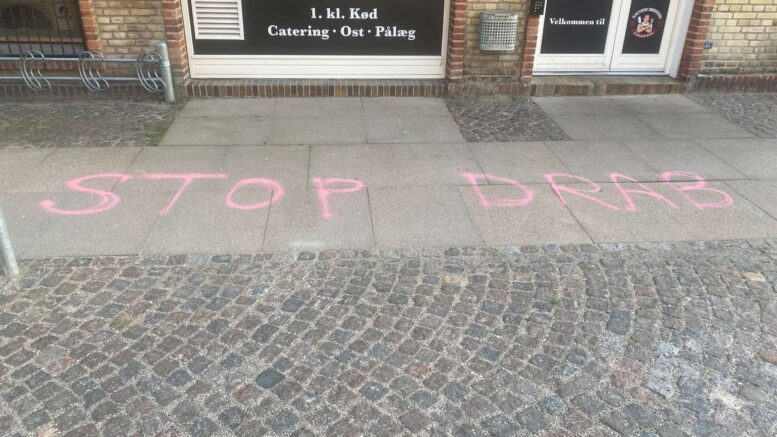 1. kl. Kød
Catering · Ost · Pålæg
Velkommen til
STOP DRAB